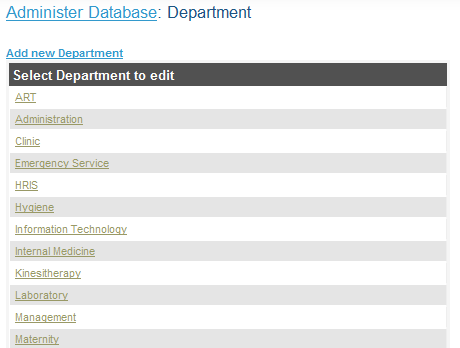 Administer Database: Department
Add new Department
Select Department to edit
ART
Administration
Clinic
Emergency Service
HRIS
Hygiene
Information Technology
Internal Medicine
Kinesitherapy
Laboratory
Management
Maternity